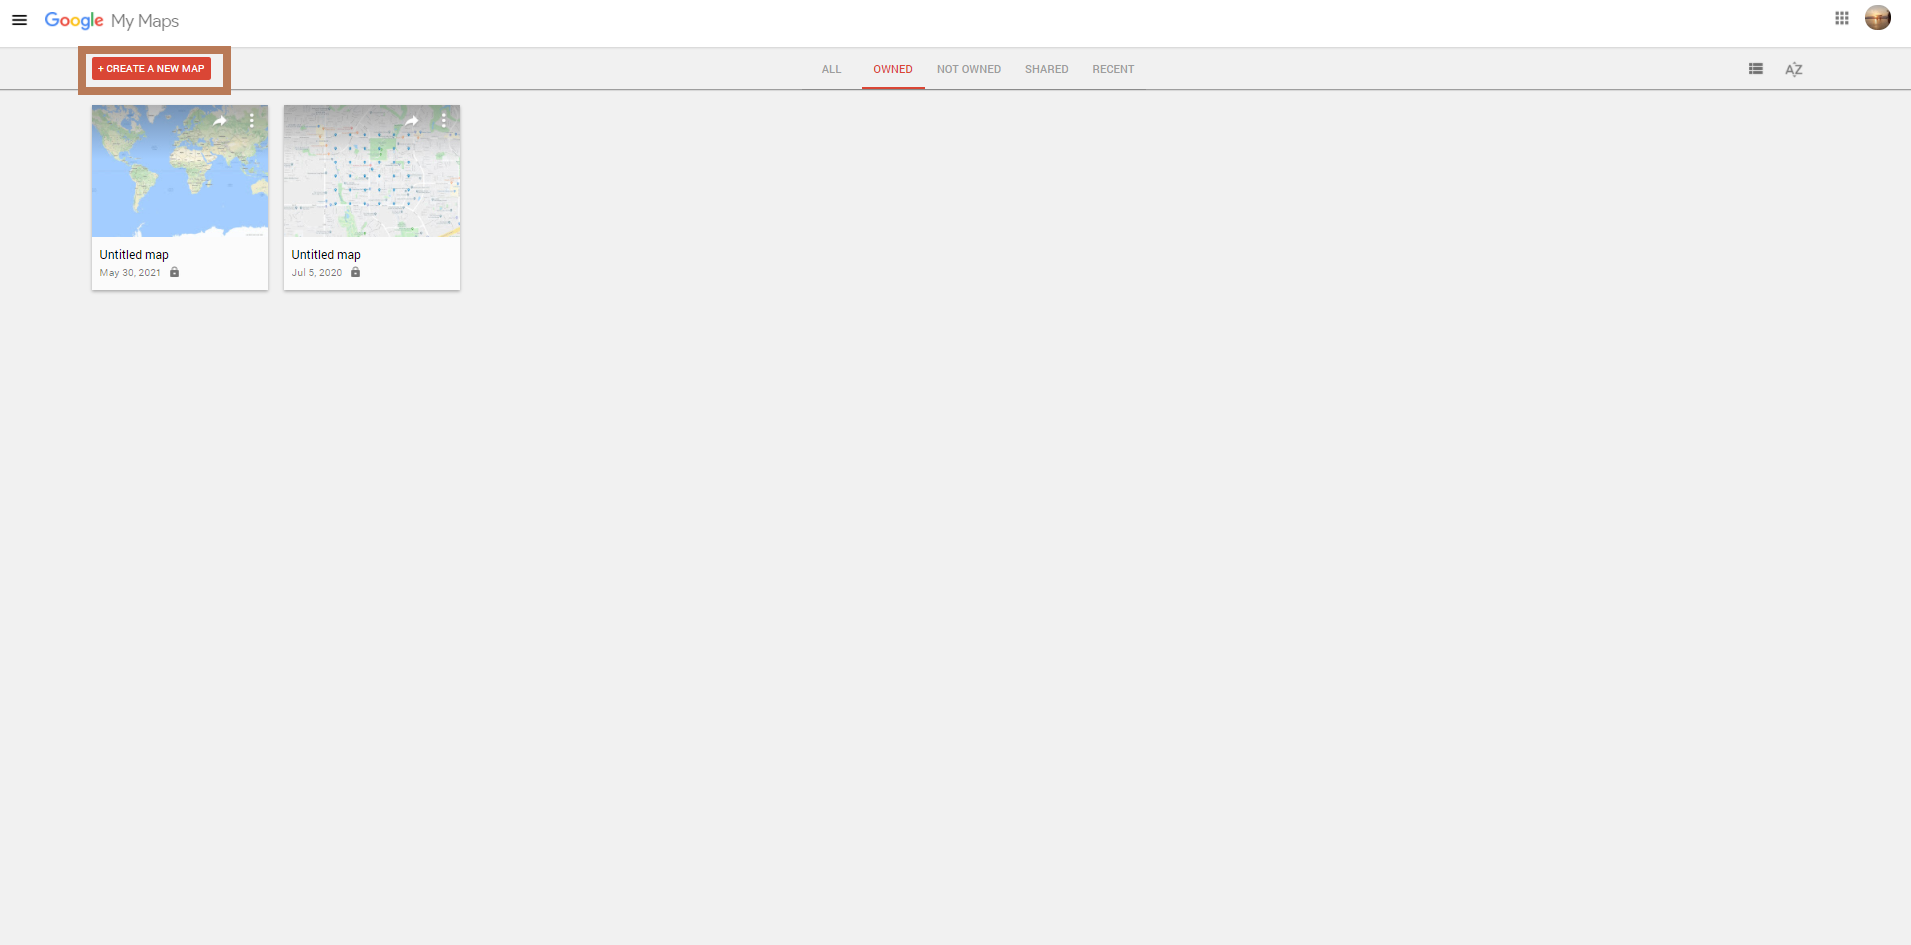 Google My Maps
+ CREATE A NEW MAP
ALL OWNED NOT OWNED SHARED RECENT
AZ
Untitled map
May 30, 2021
Untitled map
Jul 5, 2020